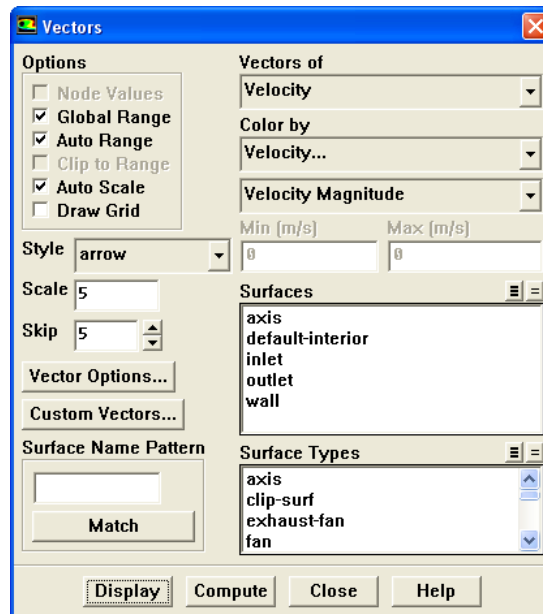 Vectors
Options
Node Values
Global Range
Auto Range
Clip to Range
Auto Scale
Draw Grid
Style arrow
Scale 5
Skip 5
Vector Options...
Custom Vectors...
Surface Name Pattern
Match
Vectors of
Velocity
Color by
Velocity...
Velocity Magnitude
Min (m/s) Max (m/s)
0 0
Surfaces
axis
default-interior
inlet
outlet
wall
Surface Types
axis
clip-surf
exhaust-fan
fan
Display Compute Close Help